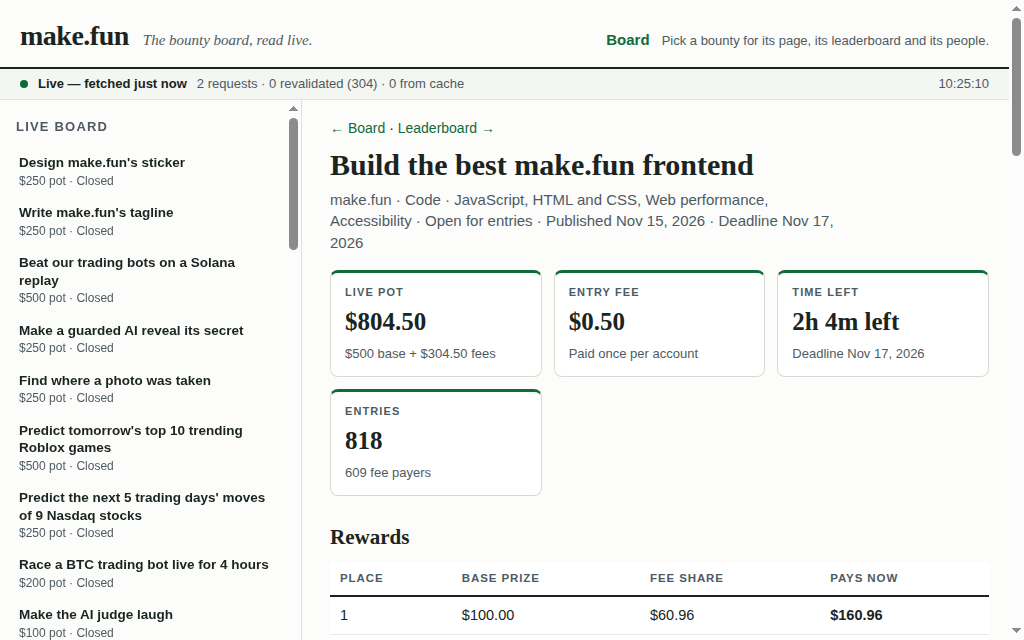 make.fun The bounty board, read live.
Board Pick a bounty for its page, its leaderboard and its people.
Live — fetched just now 2 requests · 0 revalidated (304) · 0 from cache 10:25:10
LIVE BOARD
Design make.fun's sticker
$250 pot · Closed
Write make.fun's tagline
$250 pot · Closed
Beat our trading bots on a Solana
replay
$500 pot · Closed
Make a guarded AI reveal its secret
$250 pot · Closed
Find where a photo was taken
$250 pot · Closed
Predict tomorrow's top 10 trending
Roblox games
$500 pot · Closed
Predict the next 5 trading days' moves
of 9 Nasdaq stocks
$250 pot · Closed
Race a BTC trading bot live for 4 hours
$200 pot · Closed
Make the AI judge laugh
$100 pot · Closed
← Board · Leaderboard →
Build the best make.fun frontend
make.fun · Code · JavaScript, HTML and CSS, Web performance,
Accessibility · Open for entries · Published Nov 15, 2026 · Deadline Nov 17,
2026
LIVE POT
$804.50
$500 base + $304.50 fees
ENTRY FEE
$0.50
Paid once per account
TIME LEFT
2h 4m left
Deadline Nov 17, 2026
ENTRIES
818
609 fee payers
Rewards
PLACE BASE PRIZE FEE SHARE PAYS NOW
1 $100.00 $60.96 $160.96